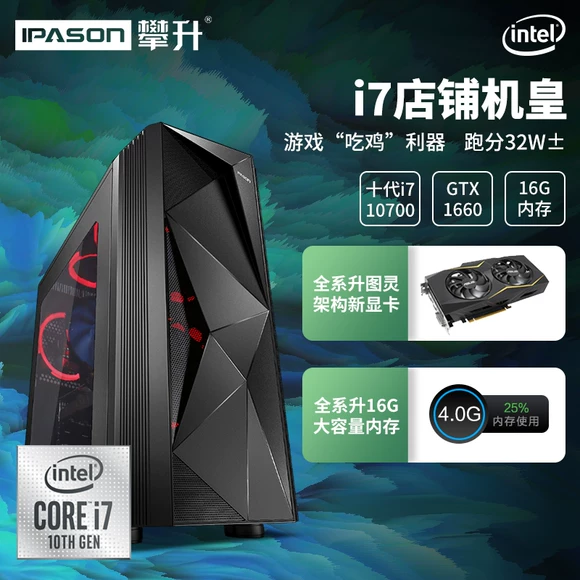 IPASON 攀升®
intel
i7店铺机皇
游戏“吃鸡”利器 跑分32W±
十代i7
10700
GTX
1660
16G
内存
全系升图灵
架构新显卡
全系升16G
大容量内存
4.0G
25%
内存使用
intel
CORE i7
10TH GEN